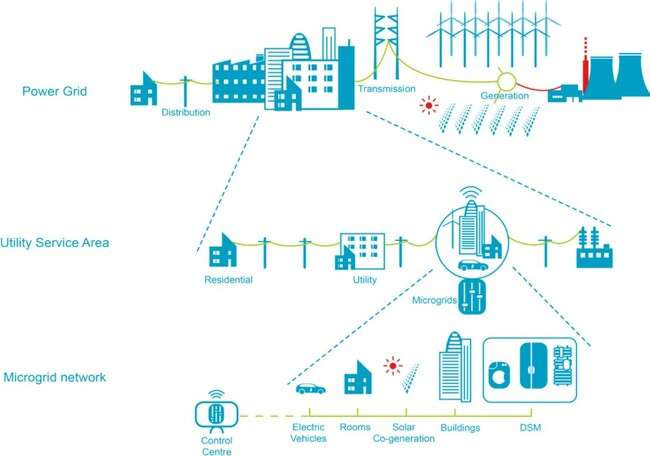 Power Grid
Distribution
Transmission
Generation
Utility Service Area
Residential
Utility
Microgrids
Microgrid network
Control
Centre
Electric
Vehicles
Rooms
Solar
Co-generation
Buildings
DSM